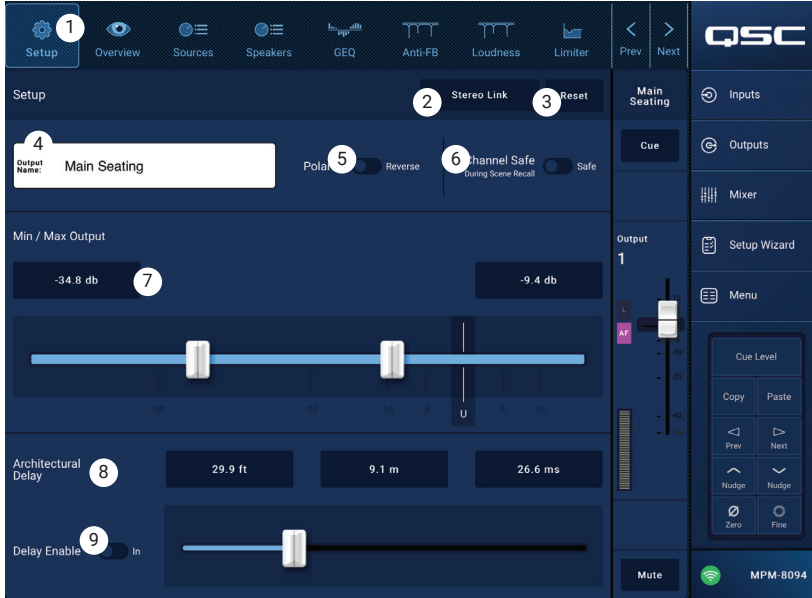 1
Setup
Overview
Sources
Speakers
GEQ
Anti-FB
Loudness
Limiter
Prev
Next
QSC
Setup
2
Stereo Link
3
Reset
Main
Seating
Inputs
4
Output
Name:
Main Seating
5
Reverse
6
Channel Safe
During Scene Recall
Safe
Cue
Outputs
Mixer
Min / Max Output
Output
1
Setup Wizard
-34.8 db
7
-9.4 db
Menu
L
AF
10
-10
-20
-40
-40
-20
-10
-5
U
5
10
Cue Level
Copy
Paste
Prev
Next
Nudge
Nudge
Zero
Fine
Architectural
Delay
8
29.9 ft
9.1 m
26.6 ms
Delay Enable
9
In
Mute
MPM-8094